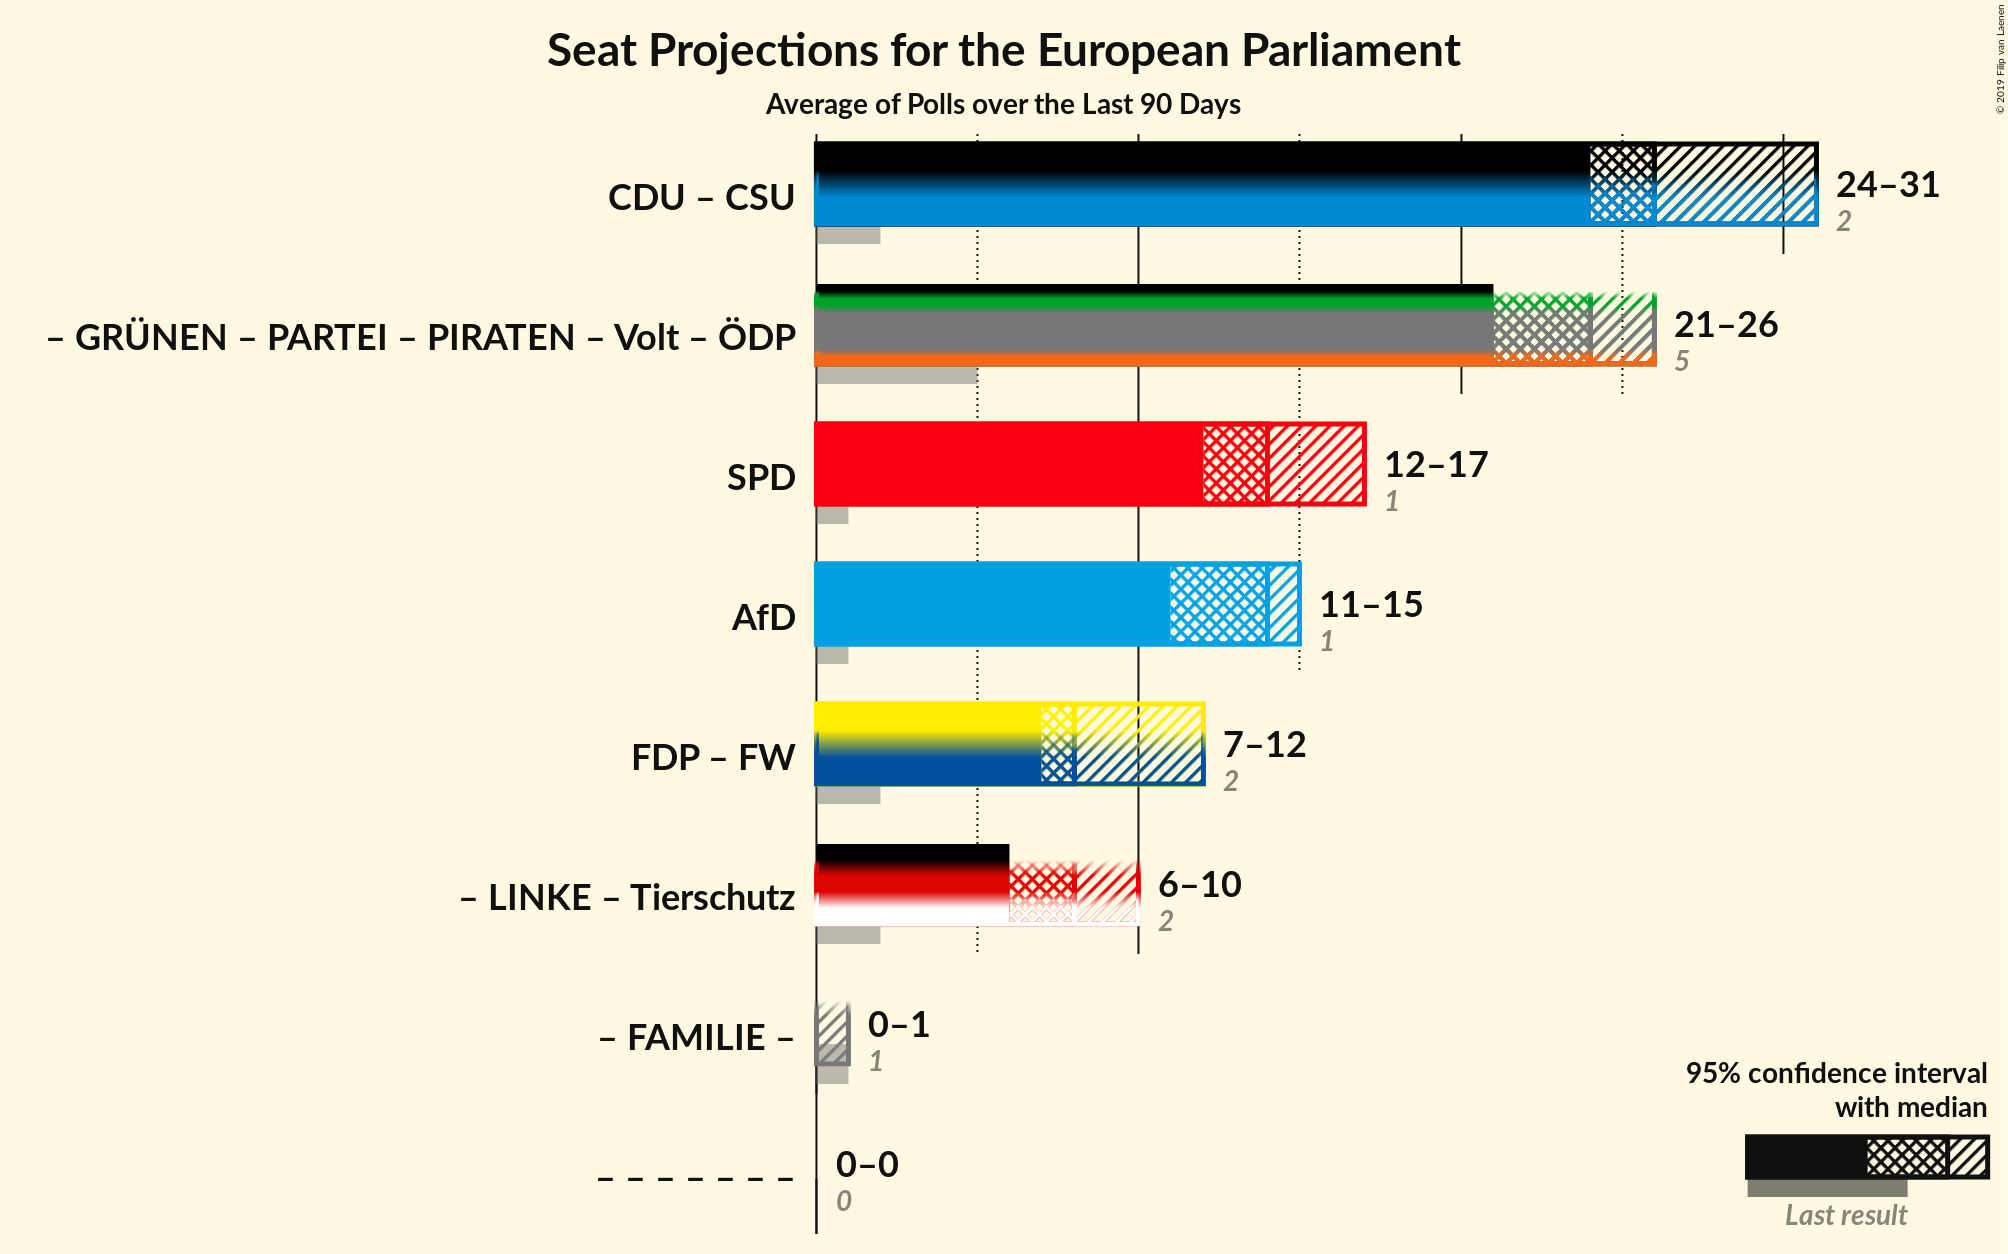 Seat Projections for the European Parliament
Average of Polls over the Last 90 Days
© 2019 Filip van Laenen
CDU – CSU
24–31
2
– GRÜNEN – PARTEI – PIRATEN – Volt – ÖDP
21–26
5
SPD
12–17
1
AfD
11–15
1
FDP – FW
7–12
2
– LINKE – Tierschutz
6–10
2
– FAMILIE –
0–1
1
– – – – – – –
0–0
0
95% confidence interval
with median
Last result